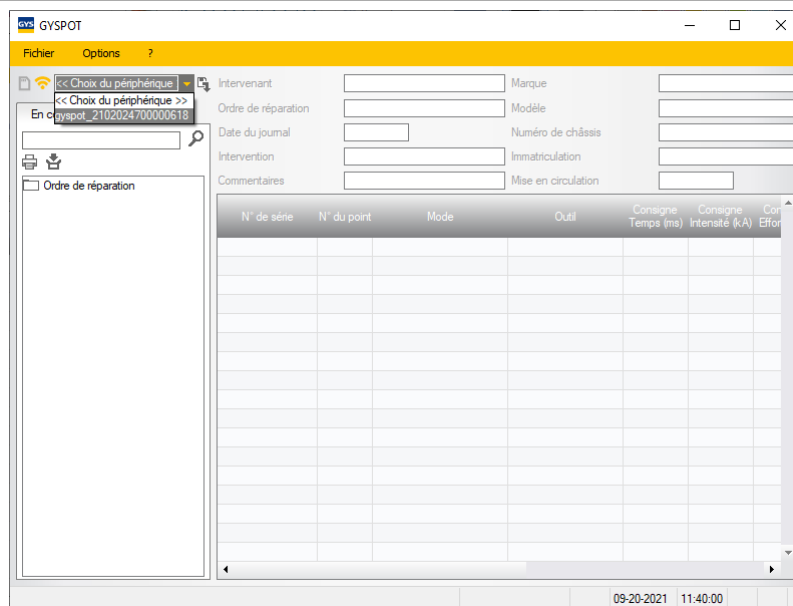 GYS GYSPOT
Fichier Options ?
<< Choix du périphérique
<< Choix du périphérique >>
gyspot_2102024700000618
En c
Ordre de réparation
Intervenant
Marque
Ordre de réparation
Modèle
Date du journal
Numéro de châssis
Intervention
Immatriculation
Commentaires
Mise en circulation
N° de série N° du point Mode Outil Consigne Temps (ms) Consigne Intensité (kA) Con Effor
09-20-2021 11:40:00